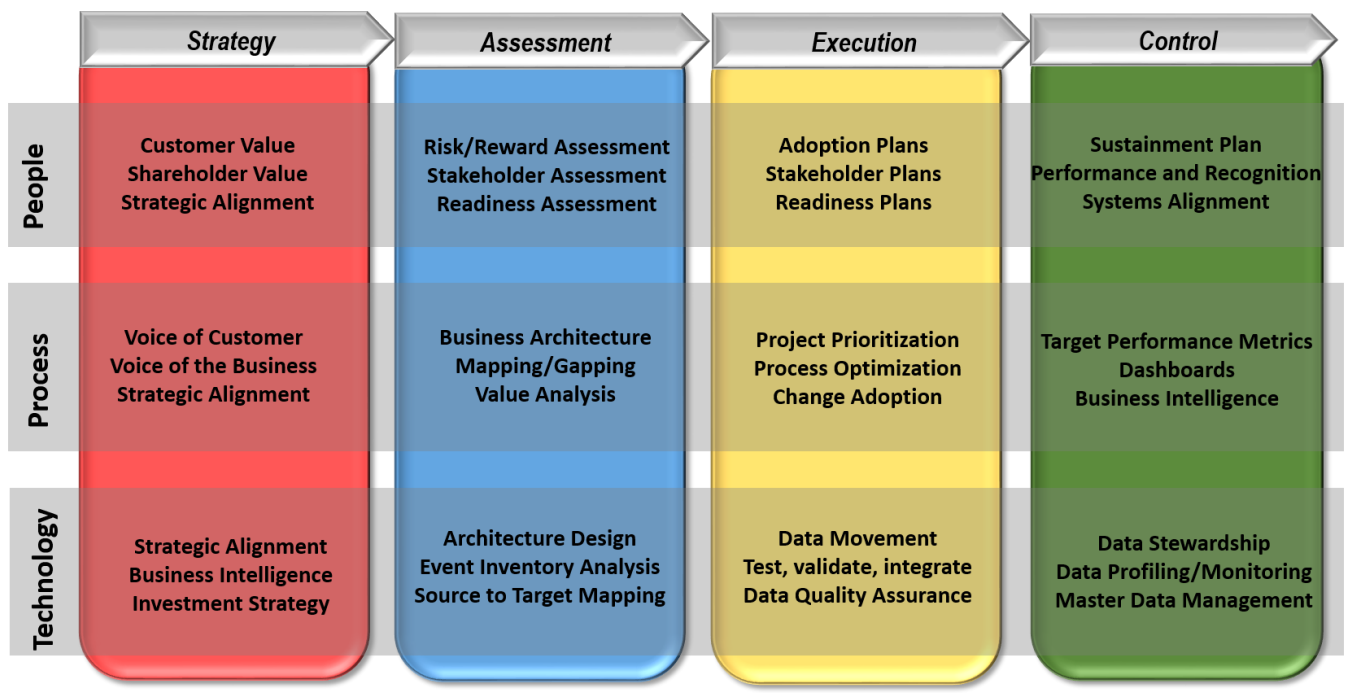 Strategy
Assessment
Execution
Control
People
Customer Value
Shareholder Value
Strategic Alignment
Risk/Reward Assessment
Stakeholder Assessment
Readiness Assessment
Adoption Plans
Stakeholder Plans
Readiness Plans
Sustainment Plan
Performance and Recognition
Systems Alignment
Process
Voice of Customer
Voice of the Business
Strategic Alignment
Business Architecture
Mapping/Gapping
Value Analysis
Project Prioritization
Process Optimization
Change Adoption
Target Performance Metrics
Dashboards
Business Intelligence
Technology
Strategic Alignment
Business Intelligence
Investment Strategy
Architecture Design
Event Inventory Analysis
Source to Target Mapping
Data Movement
Test, validate, integrate
Data Quality Assurance
Data Stewardship
Data Profiling/Monitoring
Master Data Management